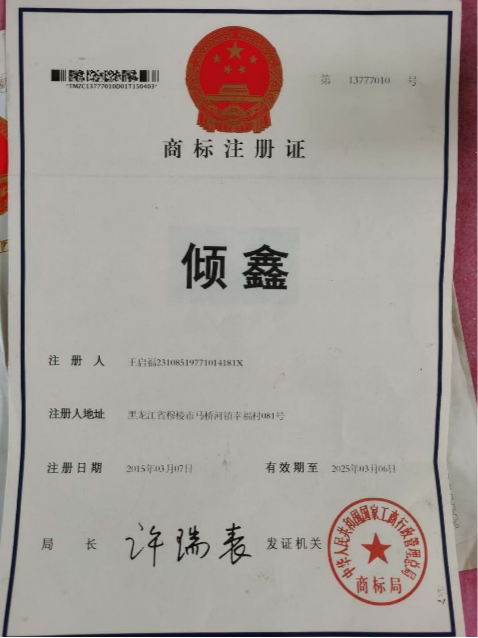 *TMZC13777010D01T150403*
第 13777010 号
商标注册证
倾鑫
注册人 王启福23108519771014181X
注册人地址 黑龙江省穆棱市马桥河镇幸福村081号
注册日期 2015年03月07日 有效期至 2025年03月06日
局长 许瑞表 发证机关
中华人民共和国国家工商行政管理总局
商标局